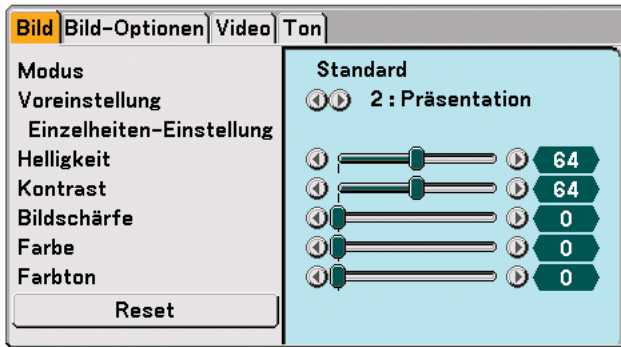 Bild Bild-Optionen Video Ton
Modus Standard
Voreinstellung 2 : Präsentation
Einzelheiten-Einstellung
Helligkeit 64
Kontrast 64
Bildschärfe 0
Farbe 0
Farbton 0
Reset